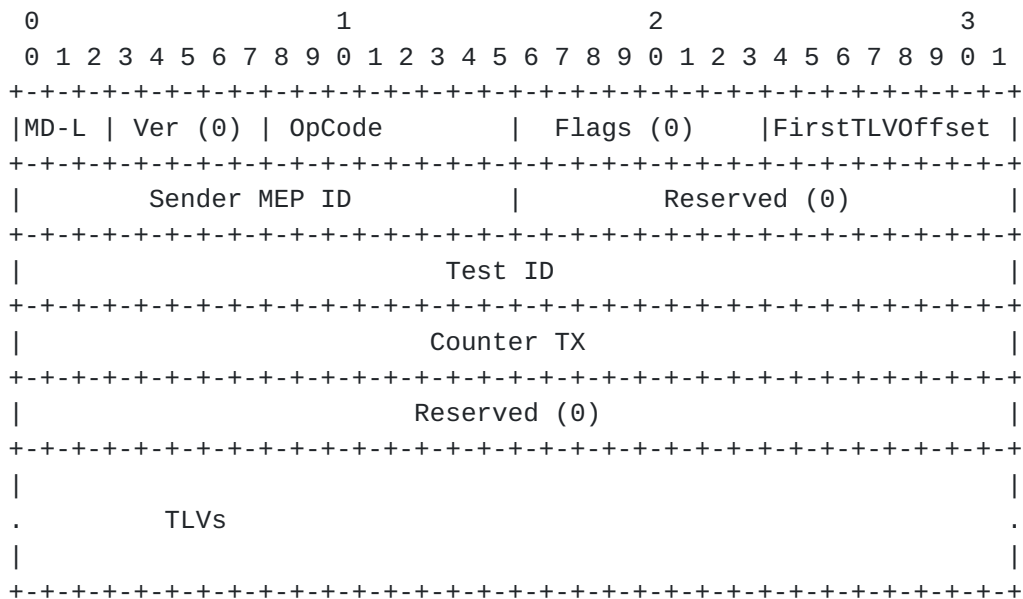 0                   1                   2                   3
 0 1 2 3 4 5 6 7 8 9 0 1 2 3 4 5 6 7 8 9 0 1 2 3 4 5 6 7 8 9 0 1
+-+-+-+-+-+-+-+-+-+-+-+-+-+-+-+-+-+-+-+-+-+-+-+-+-+-+-+-+-+-+-+-+
|MD-L | Ver (0) | OpCode        |  Flags (0)    |FirstTLVOffset |
+-+-+-+-+-+-+-+-+-+-+-+-+-+-+-+-+-+-+-+-+-+-+-+-+-+-+-+-+-+-+-+-+
|        Sender MEP ID          |         Reserved (0)          |
+-+-+-+-+-+-+-+-+-+-+-+-+-+-+-+-+-+-+-+-+-+-+-+-+-+-+-+-+-+-+-+-+
|                           Test ID                             |
+-+-+-+-+-+-+-+-+-+-+-+-+-+-+-+-+-+-+-+-+-+-+-+-+-+-+-+-+-+-+-+-+
|                          Counter TX                           |
+-+-+-+-+-+-+-+-+-+-+-+-+-+-+-+-+-+-+-+-+-+-+-+-+-+-+-+-+-+-+-+-+
|                         Reserved (0)                          |
+-+-+-+-+-+-+-+-+-+-+-+-+-+-+-+-+-+-+-+-+-+-+-+-+-+-+-+-+-+-+-+-+
|                                                               |
.         TLVs                                                  .
|                                                               |
+-+-+-+-+-+-+-+-+-+-+-+-+-+-+-+-+-+-+-+-+-+-+-+-+-+-+-+-+-+-+-+-+